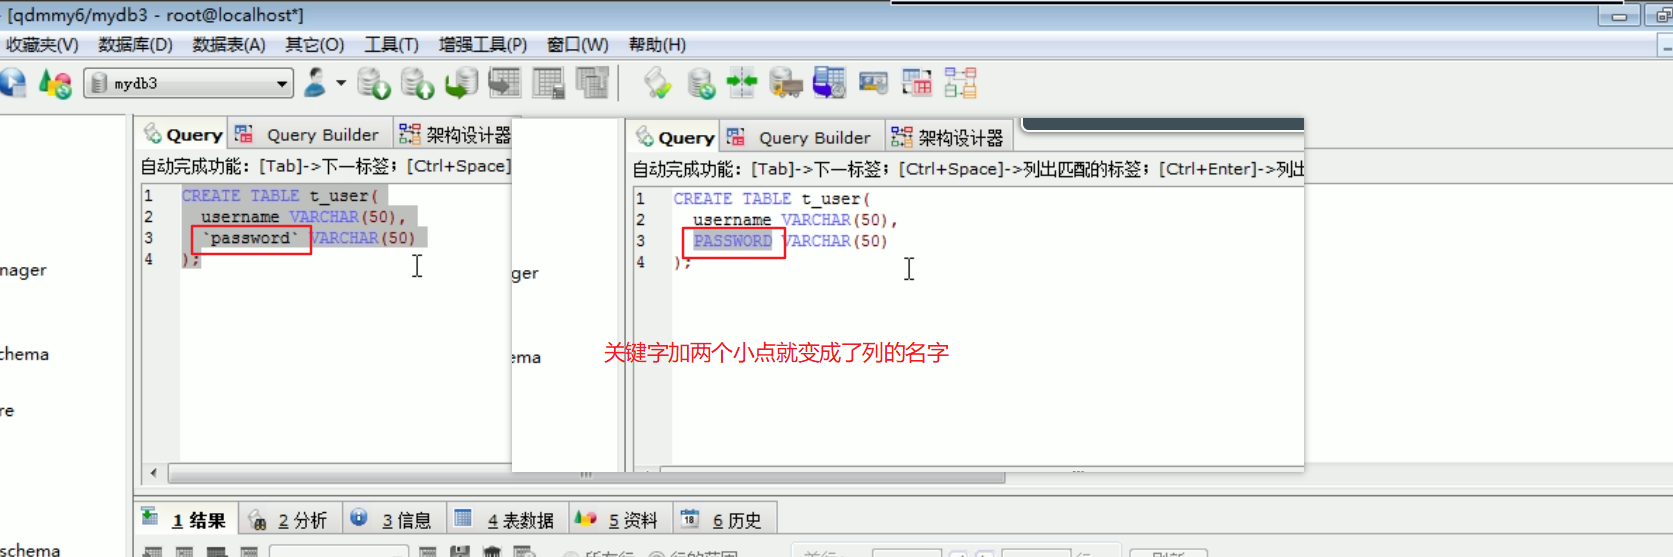 - [qdmmy6/mydb3 - root@localhost*]
收藏夹(V) 数据库(D) 数据表(A) 其它(O) 工具(T) 增强工具(P) 窗口(W) 帮助(H)
mydb3
Query Query Builder 架构设计器
自动完成功能：[Tab]->下一标签；[Ctrl+Space]
1 CREATE TABLE t_user(
2 username VARCHAR(50),
3 `password` VARCHAR(50)
4 );
nager
chema
re
schema
Query Query Builder 架构设计器
自动完成功能：[Tab]->下一标签；[Ctrl+Space]->列出匹配的标签；[Ctrl+Enter]->列出
1 CREATE TABLE t_user(
2 username VARCHAR(50),
3 PASSWORD VARCHAR(50)
4 );
ger
ema
关键字加两个小点就变成了列的名字
1 结果 2 分析 3 信息 4 表数据 5 资料 6 历史